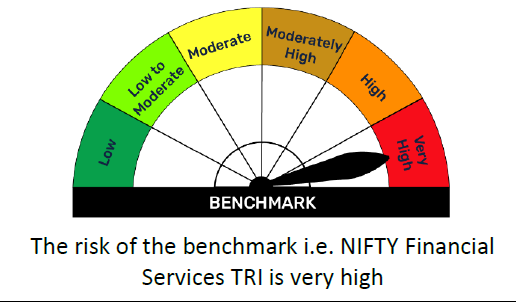 Low
Low to
Moderate
Moderate
Moderately
High
High
Very
High
BENCHMARK
The risk of the benchmark i.e. NIFTY Financial
Services TRI is very high